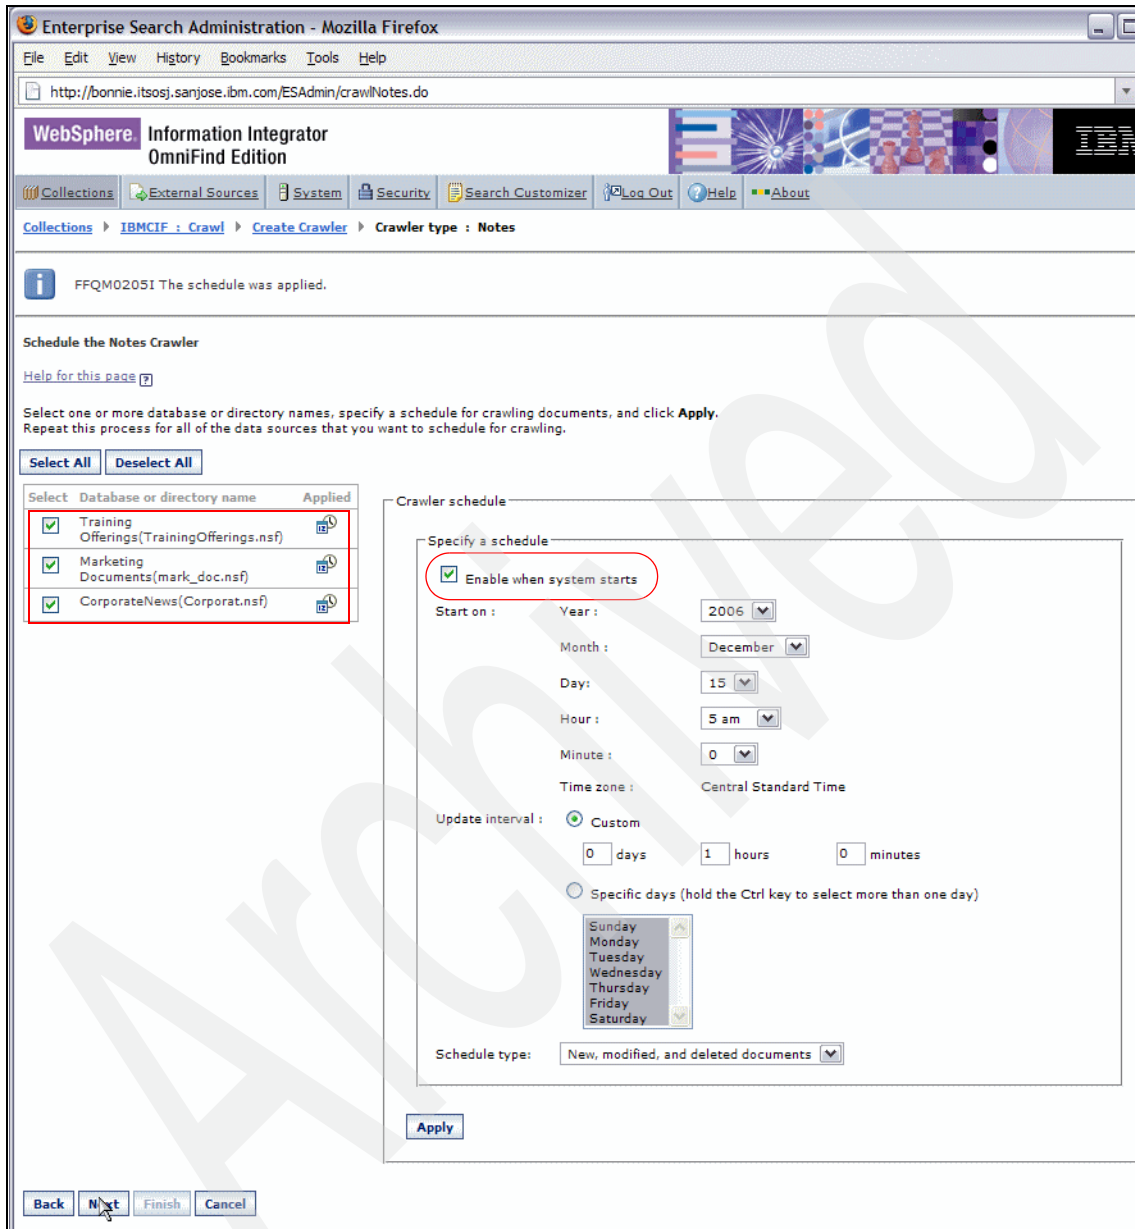 Enterprise Search Administration - Mozilla Firefox
File Edit View History Bookmarks Tools Help
http://bonnie.itsosj.sanjose.ibm.com/ESAdmin/crawlNotes.do
WebSphere. Information Integrator
OmniFind Edition
IBM
Collections External Sources System Security Search Customizer Log Out Help About
Collections IBMCIF : Crawl Create Crawler Crawler type : Notes
FFQM0205I The schedule was applied.
Schedule the Notes Crawler
Help for this page ?
Select one or more database or directory names, specify a schedule for crawling documents, and click Apply.
Repeat this process for all of the data sources that you want to schedule for crawling.
Select All Deselect All
Select Database or directory name Applied
Training
Offerings(TrainingOfferings.nsf)
Marketing
Documents(mark_doc.nsf)
CorporateNews(Corporat.nsf)
Crawler schedule
Specify a schedule
Enable when system starts
Start on : Year : 2006
Month : December
Day: 15
Hour : 5 am
Minute : 0
Time zone : Central Standard Time
Update interval : Custom
0 days 1 hours 0 minutes
Specific days (hold the Ctrl key to select more than one day)
Sunday
Monday
Tuesday
Wednesday
Thursday
Friday
Saturday
Schedule type: New, modified, and deleted documents
Apply
Back Next Finish Cancel
Archived